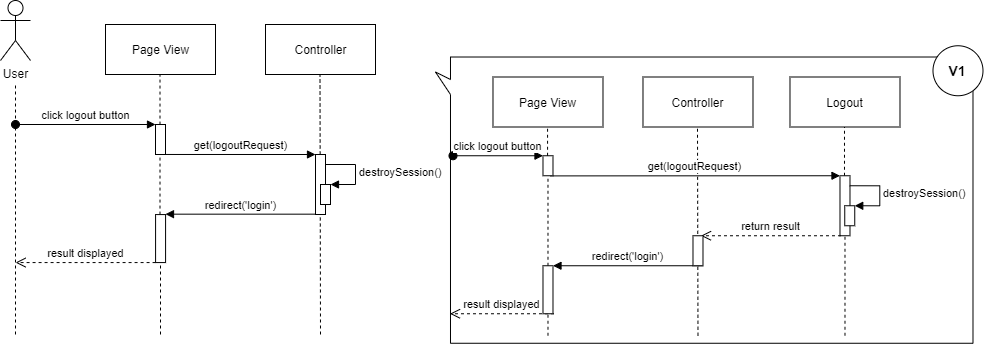 User
Page View
Controller
click logout button
get(logoutRequest)
destroySession()
redirect('login')
result displayed
V1
Page View
Controller
Logout
click logout button
get(logoutRequest)
destroySession()
return result
redirect('login')
result displayed